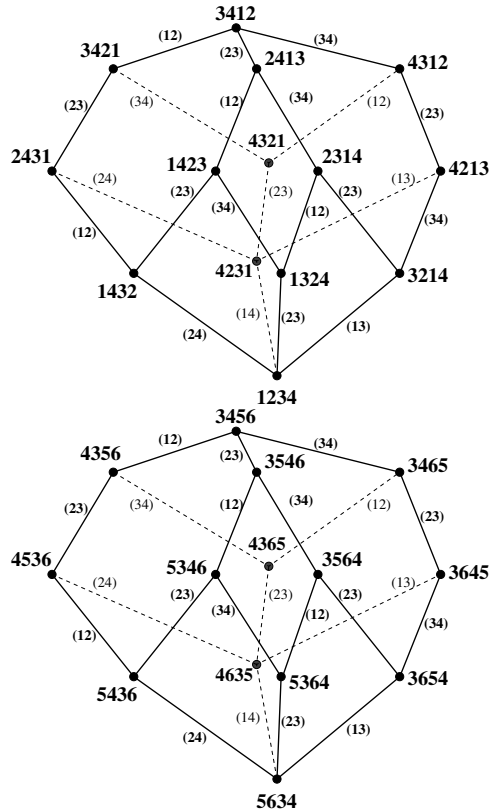 3412
3421 (12) (23) (34)
2413 4312
(23) (34) (12) (34) (12) (23)
4321
2431 1423 2314 4213
(24) (23) (13)
(12) (23) (34) (12) (23) (34)
4231
1432 1324 3214
(14)
(24) (23) (13)
1234
3456
4356 (12) (23) (34)
3546 3465
(23) (34) (12) (34) (12) (23)
4365
4536 5346 3564 3645
(24) (23) (23) (13)
(12) (34) (12) (23) (34)
4635
5436 5364 3654
(14)
(24) (23) (13)
5634